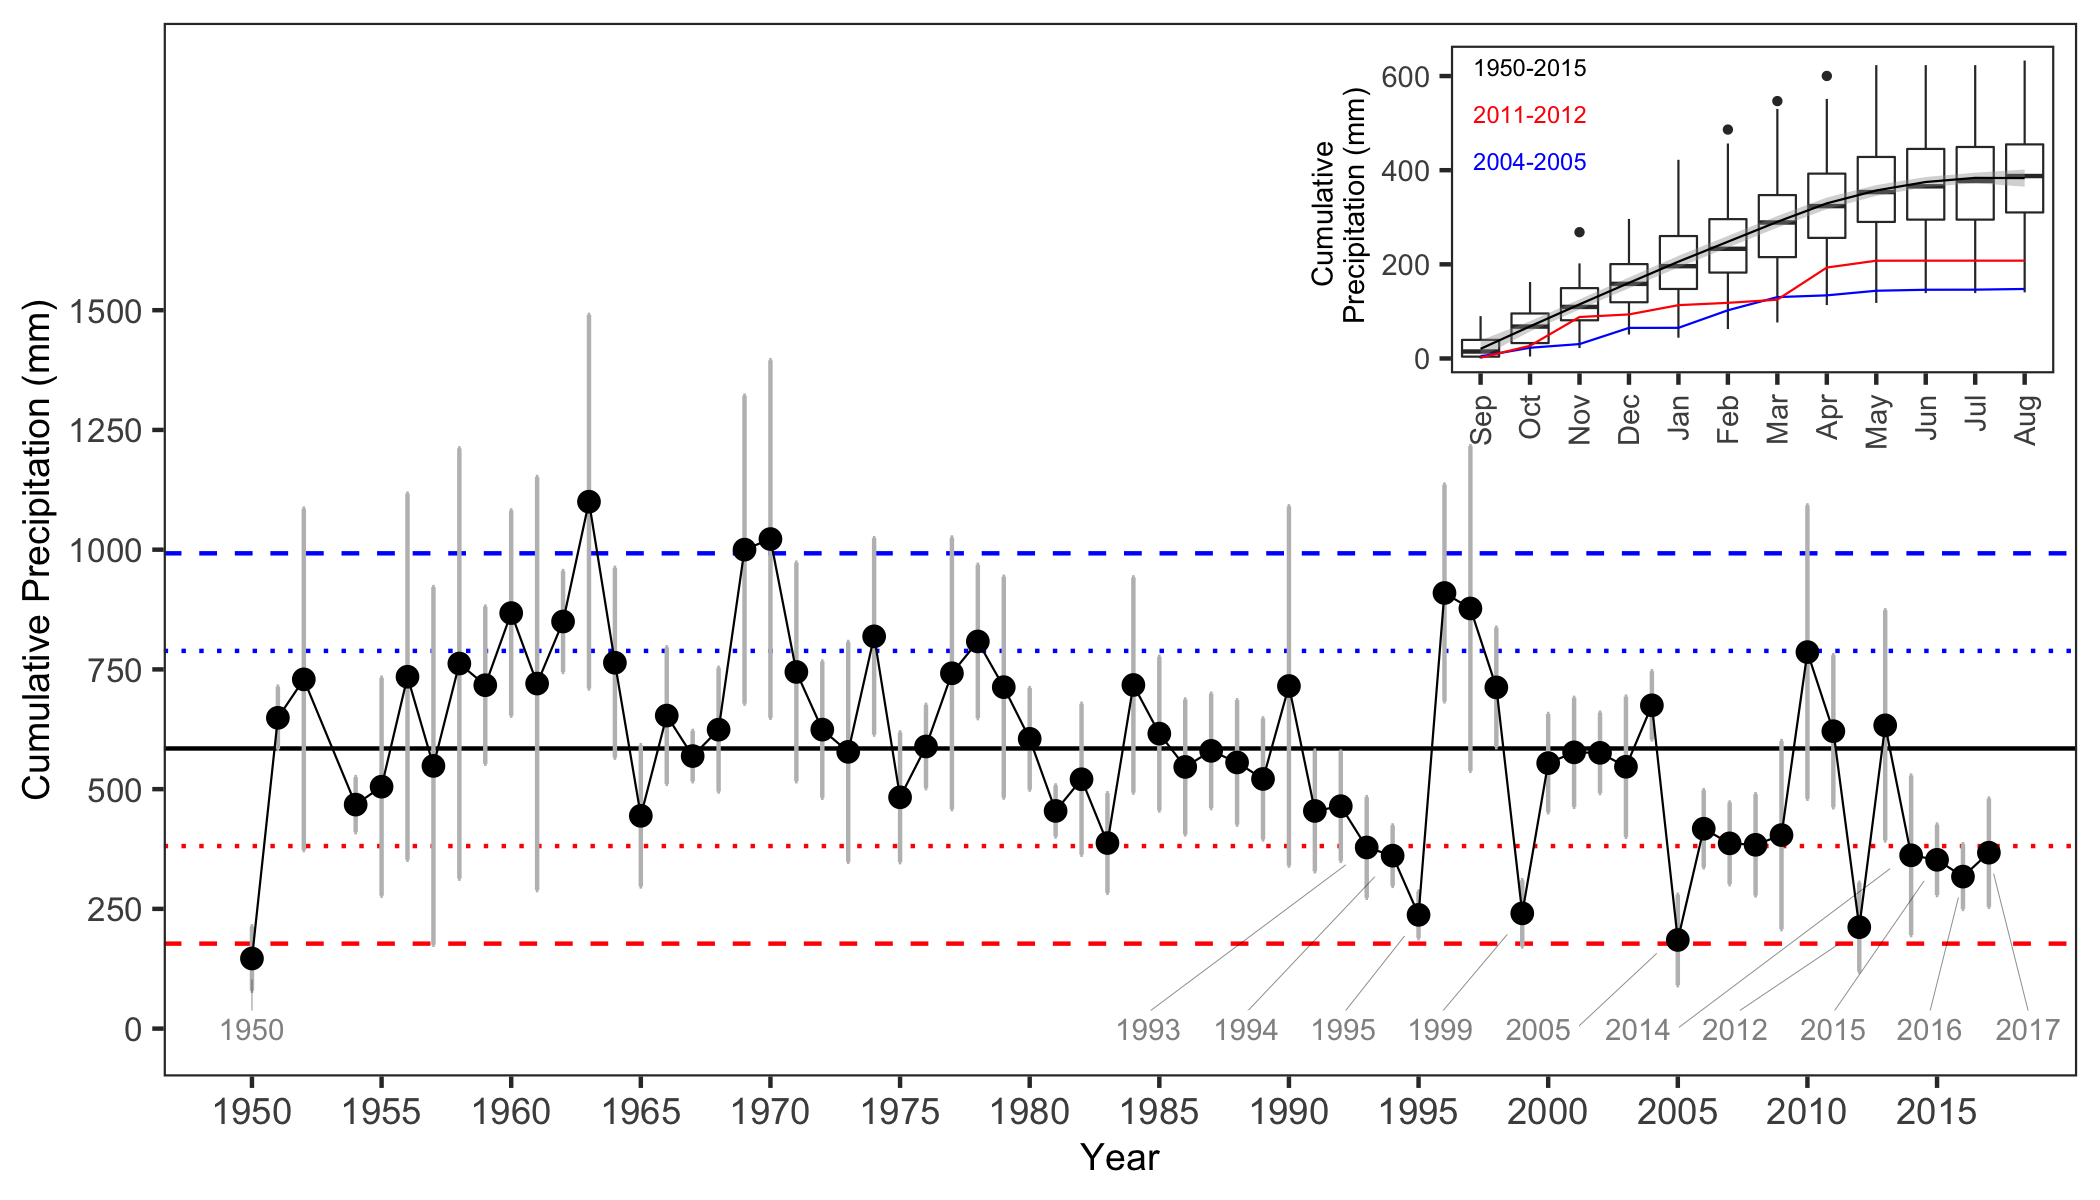 1950-2015
2011-2012
2004-2005
Cumulative
Precipitation (mm)
600
400
200
0
Sep Oct Nov Dec Jan Feb Mar Apr May Jun Jul Aug
Cumulative Precipitation (mm)
1500
1250
1000
750
500
250
0
1950 1993 1994 1995 1999 2005 2014 2012 2015 2016 2017
1950 1955 1960 1965 1970 1975 1980 1985 1990 1995 2000 2005 2010 2015
Year